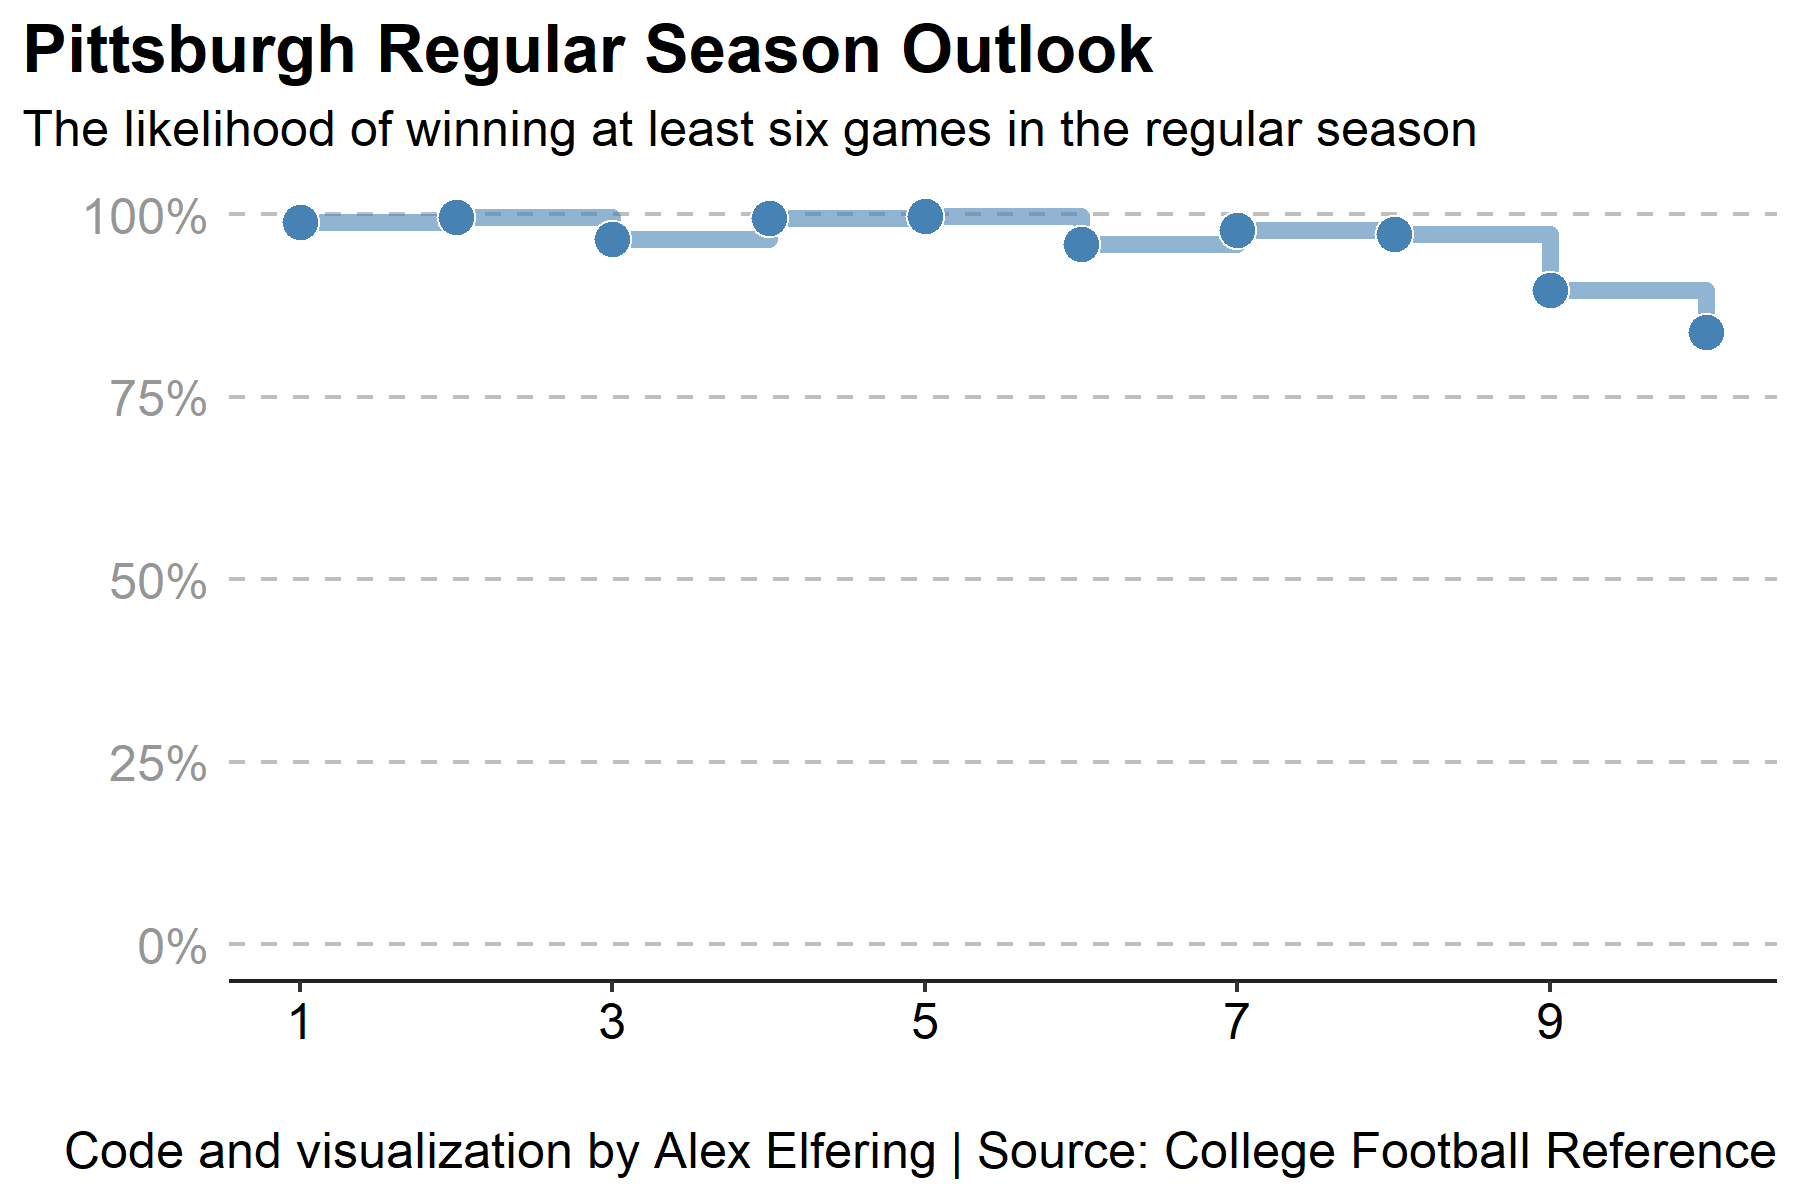 Pittsburgh Regular Season Outlook
The likelihood of winning at least six games in the regular season
100%
75%
50%
25%
0%
1 3 5 7 9
Code and visualization by Alex Elfering | Source: College Football Reference